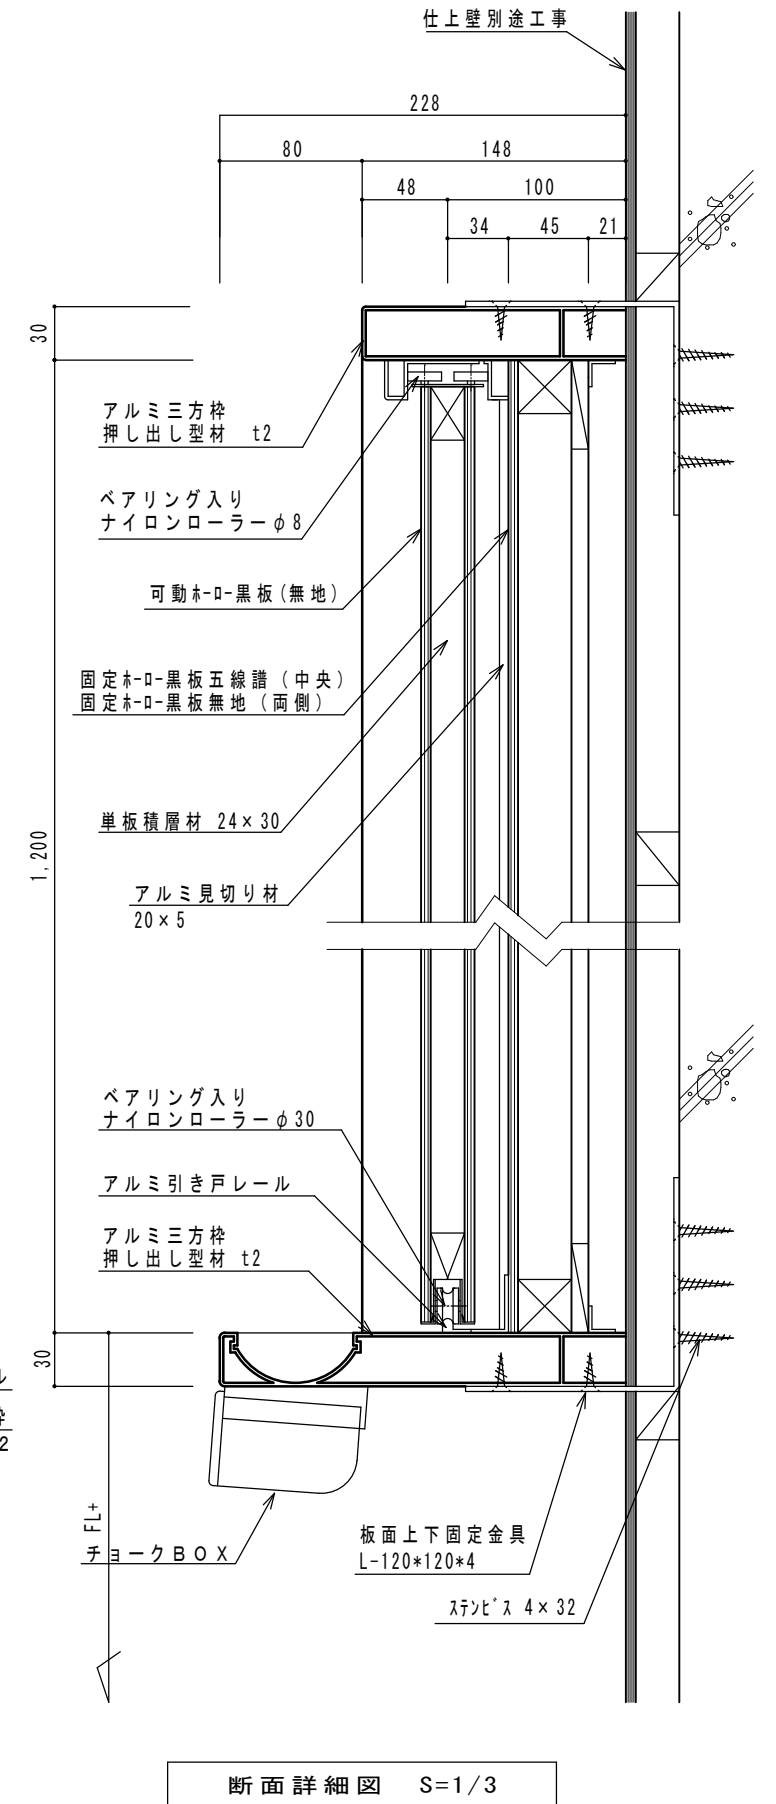 仕上壁別途工事
228
80
148
48
100
34
45
21
30
アルミ三方枠
押し出し型材 t2
ベアリング入り
ナイロンローラーφ8
可動ホーロー黒板(無地)
固定ホーロー黒板五線譜（中央）
固定ホーロー黒板無地（両側）
単板積層材 24×30
1,200
アルミ見切り材
20×5
ベアリング入り
ナイロンローラーφ30
アルミ引き戸レール
アルミ三方枠
押し出し型材 t2
30
ル
枠
2
FL+
チョークBOX
板面上下固定金具
L-120*120*4
ステンビス 4×32
断面詳細図 S=1/3